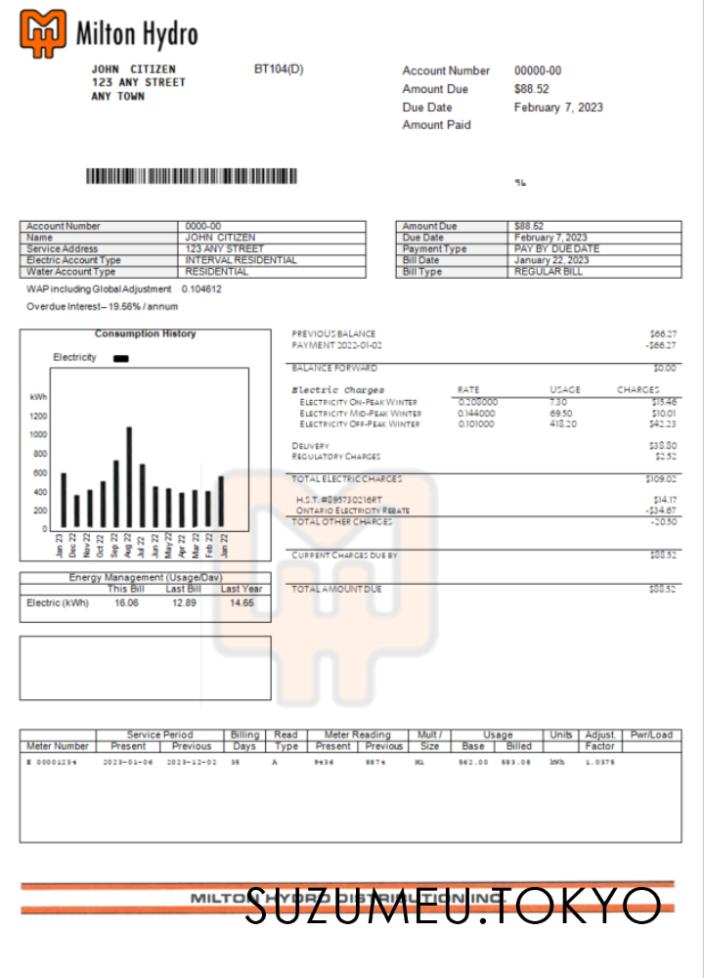 Milton Hydro
JOHN CITIZEN
123 ANY STREET
ANY TOWN
BT104(D)
Account Number 00000-00
Amount Due $88.52
Due Date February 7, 2023
Amount Paid
Account Number 0000-00
Name JOHN CITIZEN
Service Address 123 ANY STREET
Electric Account Type INTERVAL RESIDENTIAL
Water Account Type RESIDENTIAL
Amount Due $88.52
Due Date February 7, 2023
Payment Type PAY BY DUE DATE
Bill Date January 22, 2023
Bill Type REGULAR BILL
WAP including Global Adjustment 0.104612
Overdue Interest– 19.56% / annum
Consumption History
Electricity
kWh
1200
1000
800
600
400
200
0
Jan 23 Dec 22 Nov 22 Oct 22 Sep 22 Aug 22 Jul 22 Jun 22 May 22 Apr 22 Mar 22 Feb 22 Jan 22
PREVIOUS BALANCE $66.27
PAYMENT 2022-01-02 -$66.27
BALANCE FORWARD $0.00
Electric Charges RATE USAGE CHARGES
ELECTRICITY ON-PEAK WINTER 0.208000 7.30 $15.46
ELECTRICITY MID-PEAK WINTER 0.144000 69.50 $10.01
ELECTRICITY OFF-PEAK WINTER 0.101000 418.20 $42.23
DELIVERY $38.80
REGULATORY CHARGES $2.52
TOTAL ELECTRIC CHARGES $109.02
H.S.T. #895730216RT $14.17
ONTARIO ELECTRICITY REBATE -$34.67
TOTAL OTHER CHARGES -20.50
CURRENT CHARGES DUE BY $88.52
TOTAL AMOUNT DUE $88.52
Energy Management (Usage/Day)
This Bill Last Bill Last Year
Electric (kWh) 16.06 12.89 14.65
Service Period Billing Read Meter Reading Mult / Usage Units Adjust. Pwr/Load
Meter Number Present Previous Days Type Present Previous Size Base Billed Factor
E 00001234 2023-01-06 2023-12-02 35 A 9436 8874 562.00 583.08 kWh 1.0375
MILTON HYDRO DISTRIBUTION INC.
SUZUMEU.TOKYO